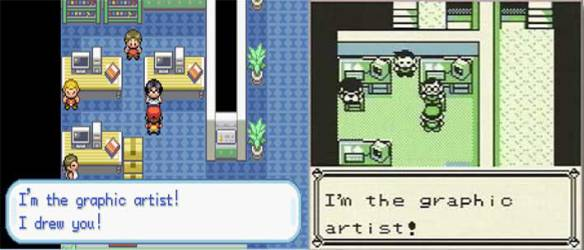 I'm the graphic artist!
I drew you!
I'm the graphic
artist!